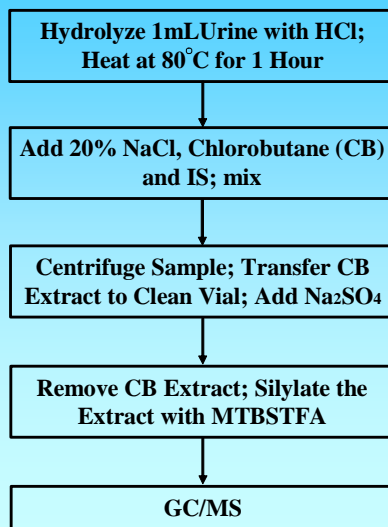 Hydrolyze 1mLUrine with HCl;
Heat at 80°C for 1 Hour
Add 20% NaCl, Chlorobutane (CB)
and IS; mix
Centrifuge Sample; Transfer CB
Extract to Clean Vial; Add Na₂SO₄
Remove CB Extract; Silylate the
Extract with MTBSTFA
GC/MS